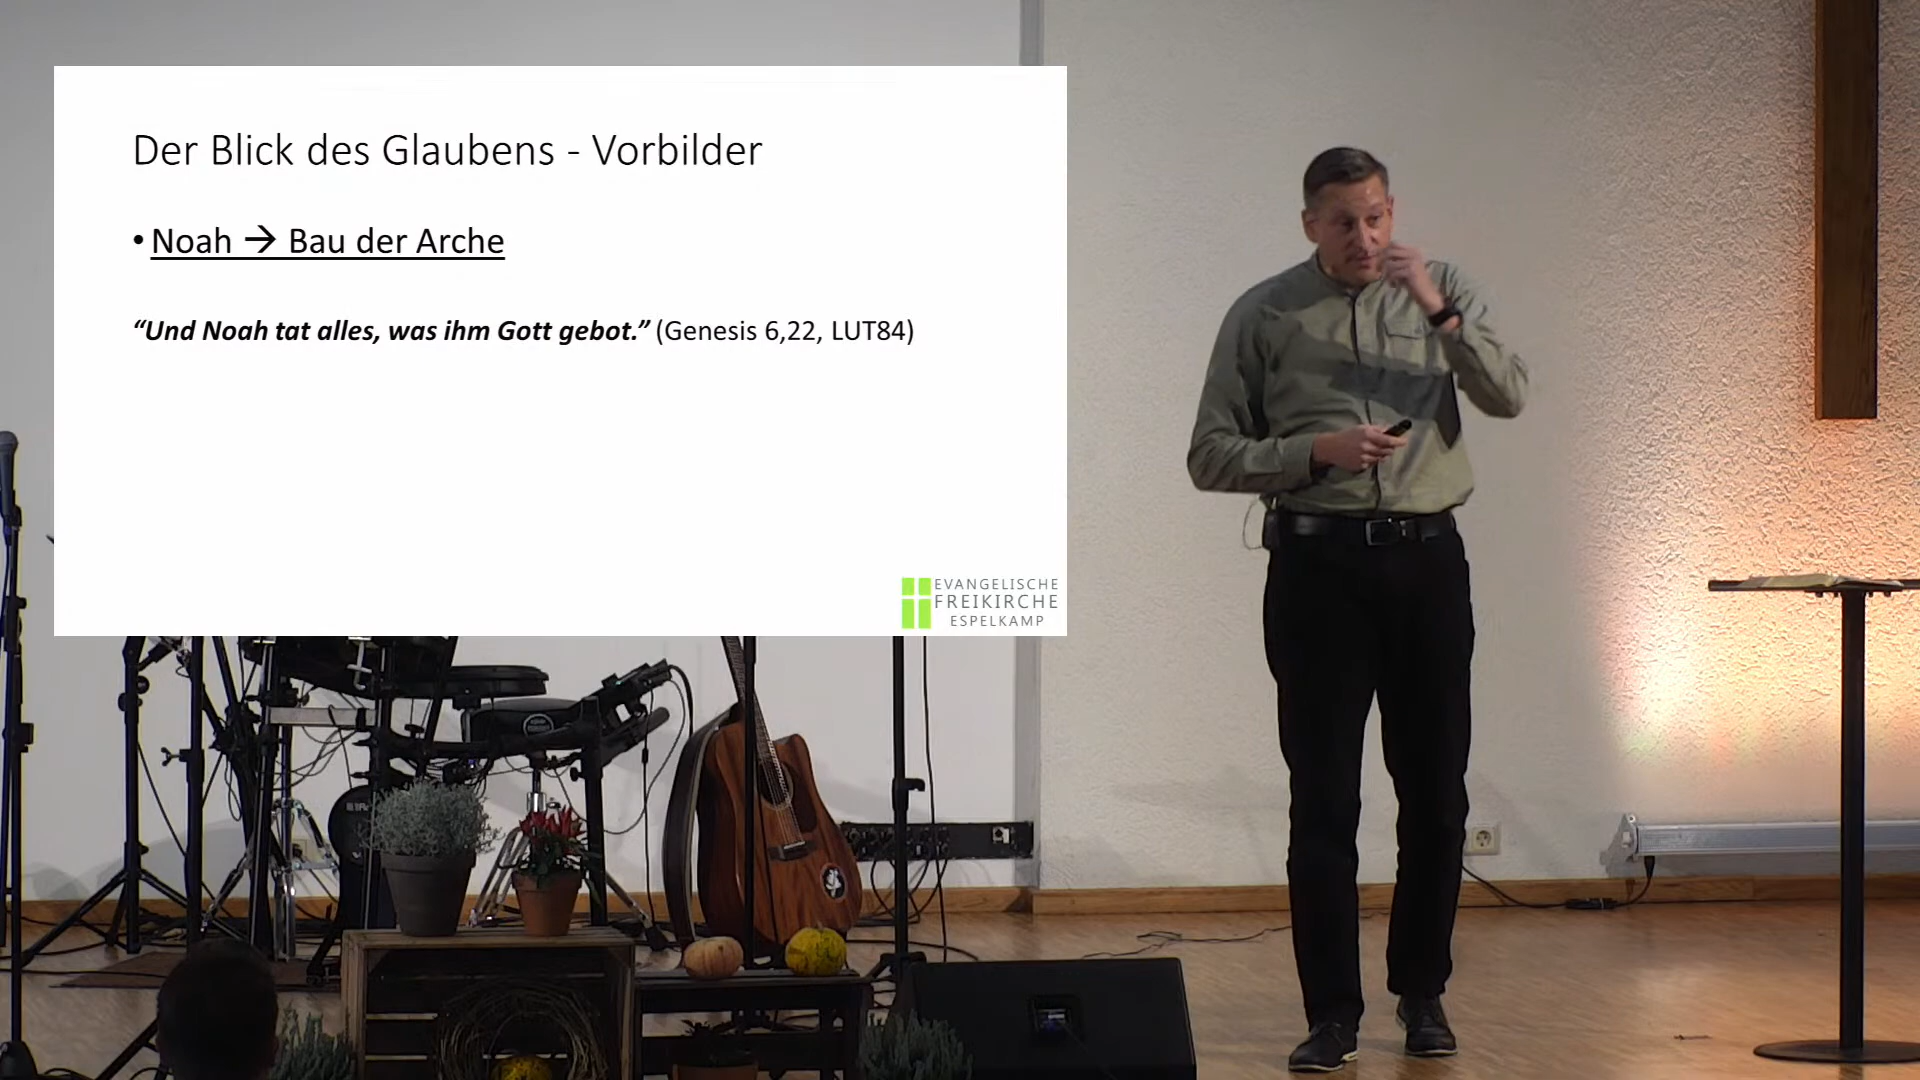 Der Blick des Glaubens - Vorbilder
• Noah → Bau der Arche
“Und Noah tat alles, was ihm Gott gebot.” (Genesis 6,22, LUT84)
EVANGELISCHE
FREIKIRCHE
ESPELKAMP